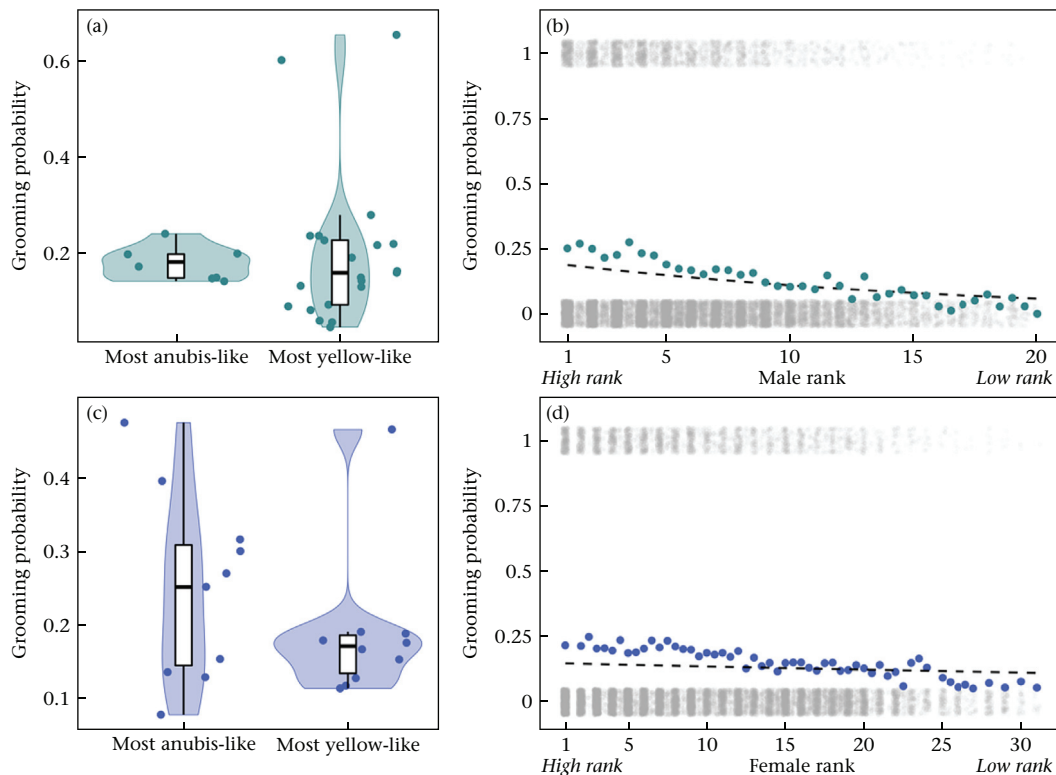 (a)
Grooming probability
0.6
0.4
0.2
Most anubis-like Most yellow-like
(b)
Grooming probability
1
0.75
0.5
0.25
0
1 5 10 15 20
High rank Male rank Low rank
(c)
Grooming probability
0.4
0.3
0.2
0.1
Most anubis-like Most yellow-like
(d)
Grooming probability
1
0.75
0.5
0.25
0
1 5 10 15 20 25 30
High rank Female rank Low rank